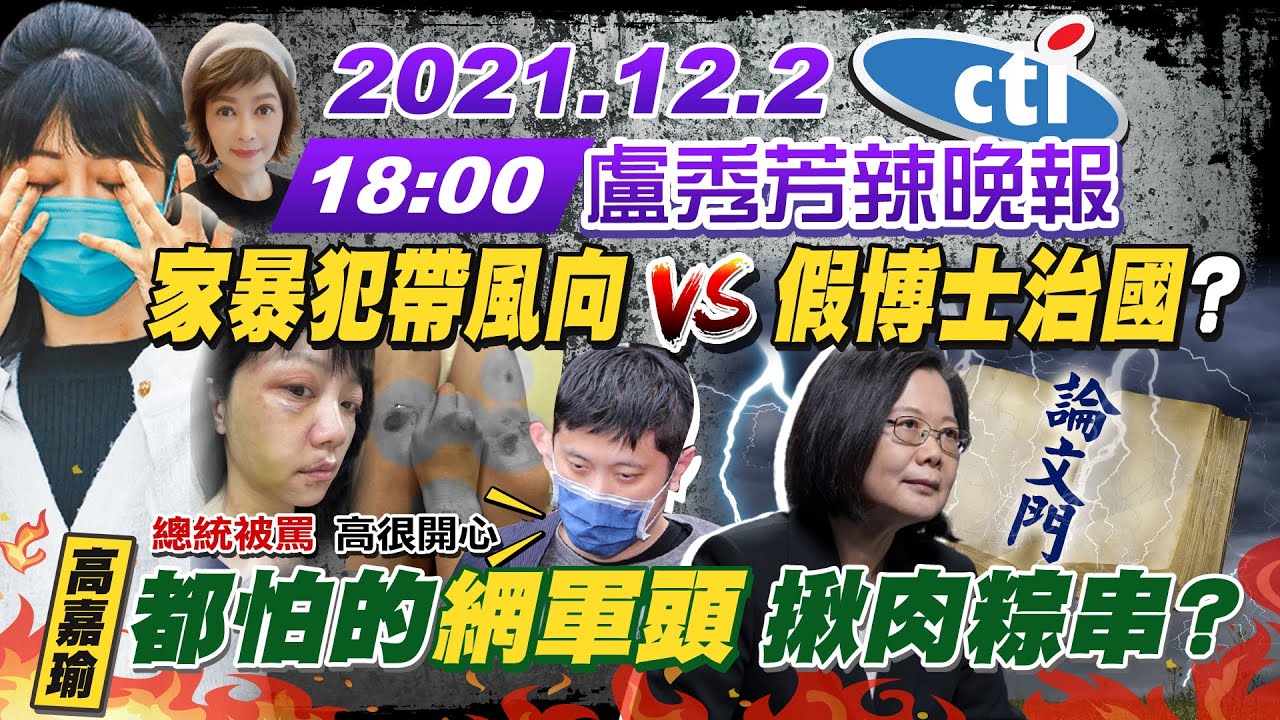 2021.12.2
cti
18:00
盧秀芳辣晚報
家暴犯帶風向 VS 假博士治國?
論文門
總統被罵 高很開心
高嘉瑜
都怕的網軍頭 揪肉粽串?